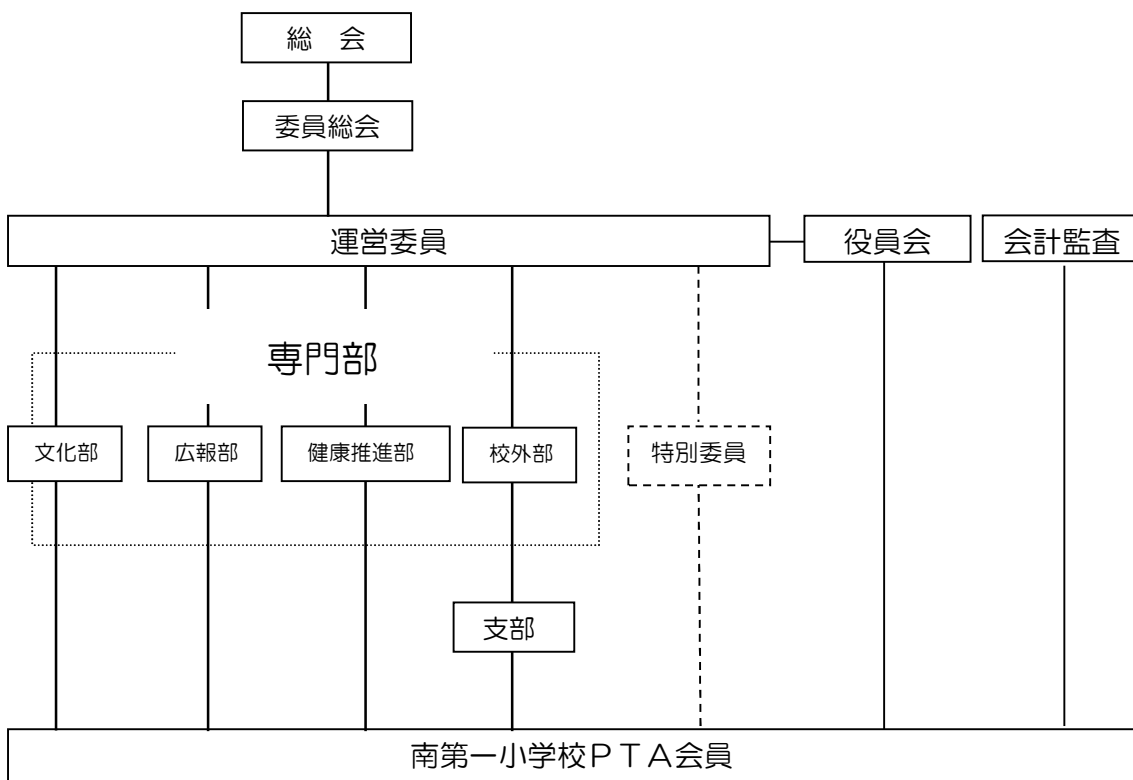 総　会
委員総会
運営委員
役員会
会計監査
専門部
文化部
広報部
健康推進部
校外部
特別委員
支部
南第一小学校ＰＴＡ会員